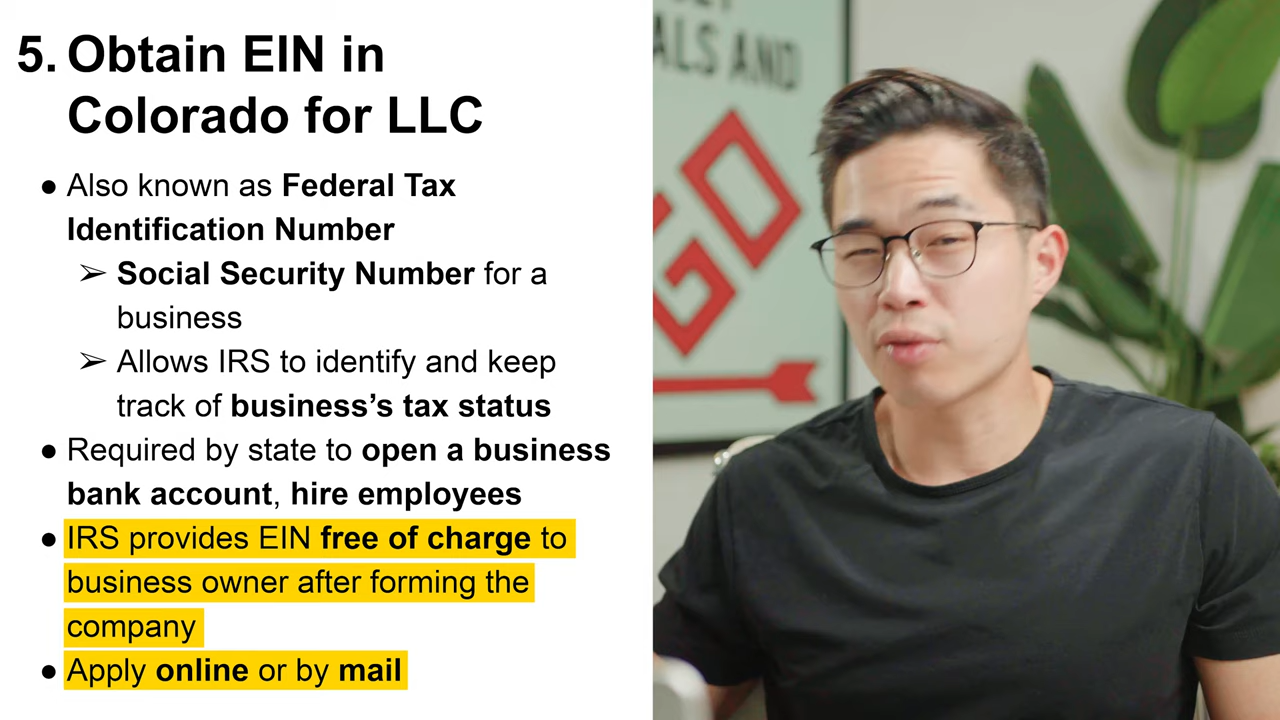 5. Obtain EIN in
Colorado for LLC
● Also known as Federal Tax
Identification Number
➢ Social Security Number for a
business
➢ Allows IRS to identify and keep
track of business’s tax status
● Required by state to open a business
bank account, hire employees
● IRS provides EIN free of charge to
business owner after forming the
company
● Apply online or by mail
ALS AND
GO